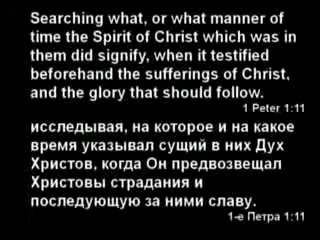 Searching what, or what manner of
time the Spirit of Christ which was in
them did signify, when it testified
beforehand the sufferings of Christ,
and the glory that should follow.
1 Peter 1:11
исследывая, на которое и на какое
время указывал сущий в них Дух
Христов, когда Он предвозвещал
Христовы страдания и
последующую за ними славу.
1-е Петра 1:11